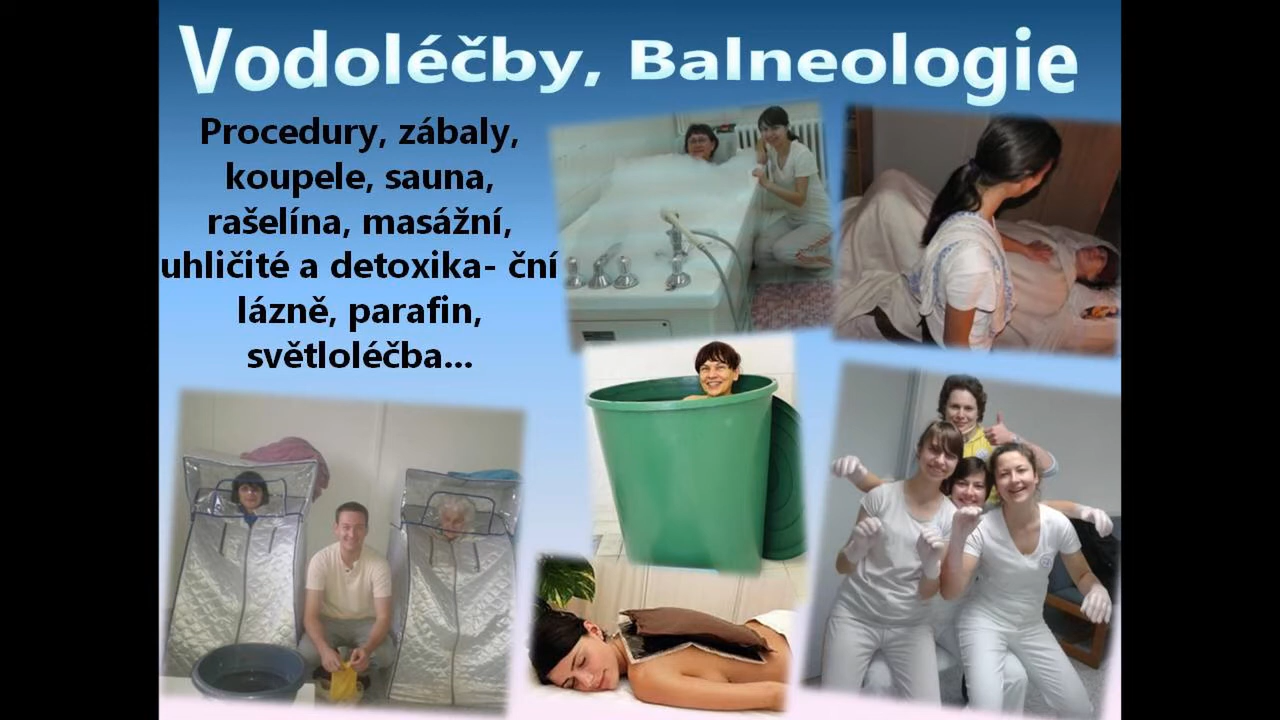 Vodoléčby, Balneologie
Procedury, zábaly,
koupele, sauna,
rašelína, masážní,
uhličité a detoxika- ční
lázně, parafin,
světloléčba...